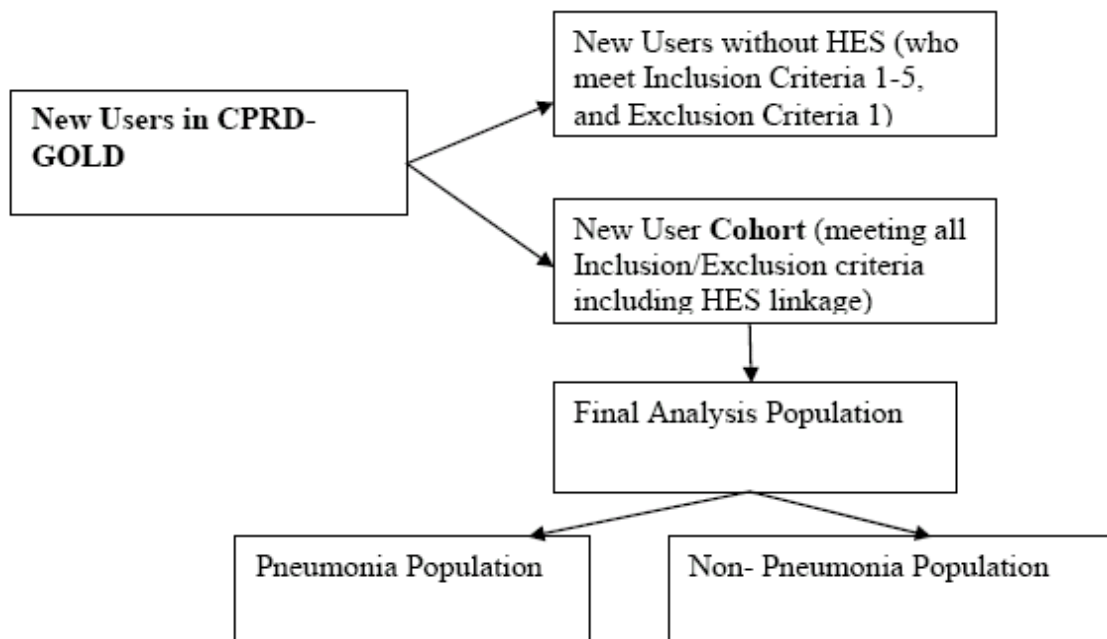 New Users without HES (who
meet Inclusion Criteria 1-5,
and Exclusion Criteria 1)
New Users in CPRD-
GOLD
New User Cohort (meeting all
Inclusion/Exclusion criteria
including HES linkage)
Final Analysis Population
Pneumonia Population
Non- Pneumonia Population